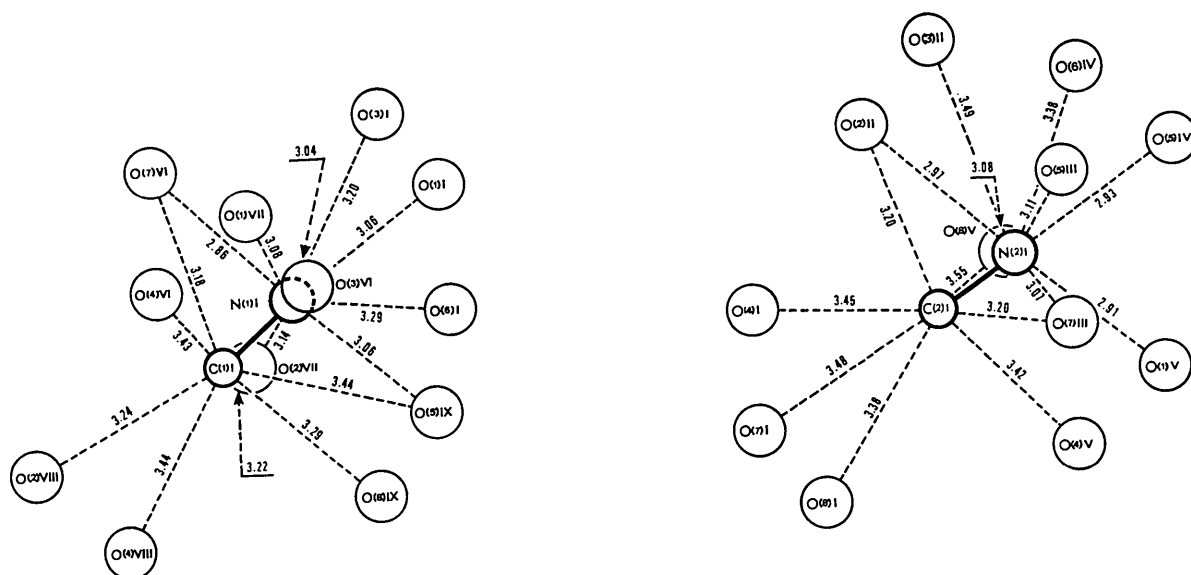 O(3)I
3.04
O(7)VI
3.20
O(1)I
O(1)VII
3.06
2.86
3.08
3.18
O(3)VI
O(4)VI
N(1)I
O(6)I
3.29
3.43
3.14
3.06
C(1)I
O(2)VII
3.44
O(5)IX
3.24
3.29
3.22
O(2)VIII
3.44
O(8)IX
O(4)VIII
O(3)II
O(6)IV
3.49
3.38
O(2)II
O(5)IV
2.97
3.08
O(5)III
3.11
2.93
3.20
O(8)V
N(2)I
3.55
3.07
2.91
O(4)I
3.45
C(2)I
3.20
O(7)III
3.48
3.42
O(1)V
3.38
O(7)I
O(4)V
O(8)I